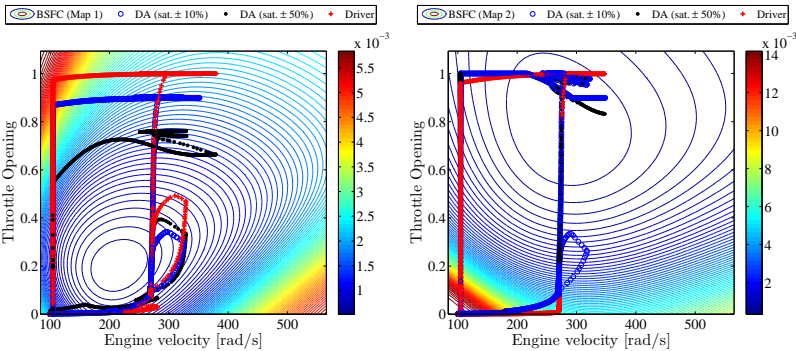 BSFC (Map 1) DA (sat. ± 10%) DA (sat. ± 50%) Driver
x 10⁻³
1
0.8
0.6
0.4
0.2
0
Throttle Opening
100 200 300 400 500
Engine velocity [rad/s]
5.5
5
4.5
4
3.5
3
2.5
2
1.5
1
BSFC (Map 2) DA (sat. ± 10%) DA (sat. ± 50%) Driver
x 10⁻³
1
0.8
0.6
0.4
0.2
0
Throttle Opening
100 200 300 400 500
Engine velocity [rad/s]
14
12
10
8
6
4
2